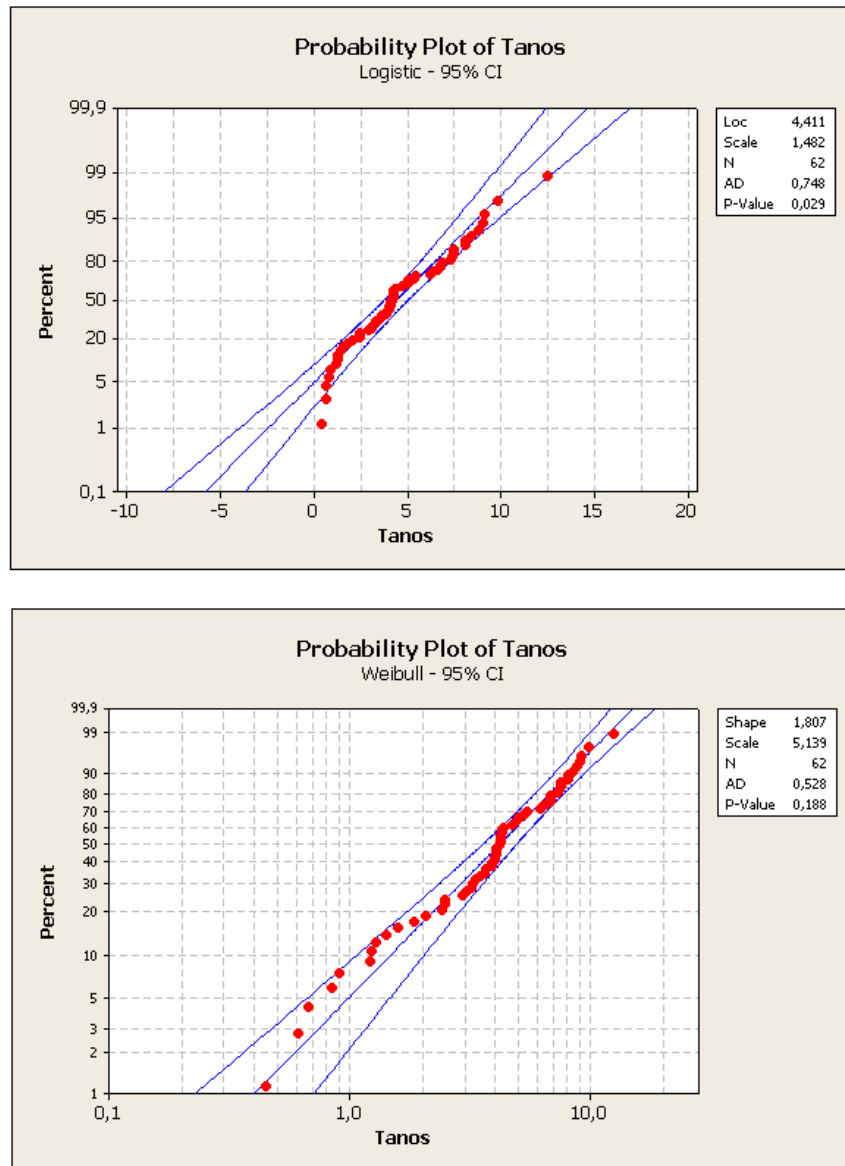 Probability Plot of Tanos
Logistic - 95% CI
99,9
99
95
80
50
20
5
1
0,1
Percent
-10 -5 0 5 10 15 20
Tanos
Loc 4,411
Scale 1,482
N 62
AD 0,748
P-Value 0,029
Probability Plot of Tanos
Weibull - 95% CI
99,9
99
90
80
70
60
50
40
30
20
10
5
3
2
1
Percent
0,1 1,0 10,0
Tanos
Shape 1,807
Scale 5,139
N 62
AD 0,528
P-Value 0,188